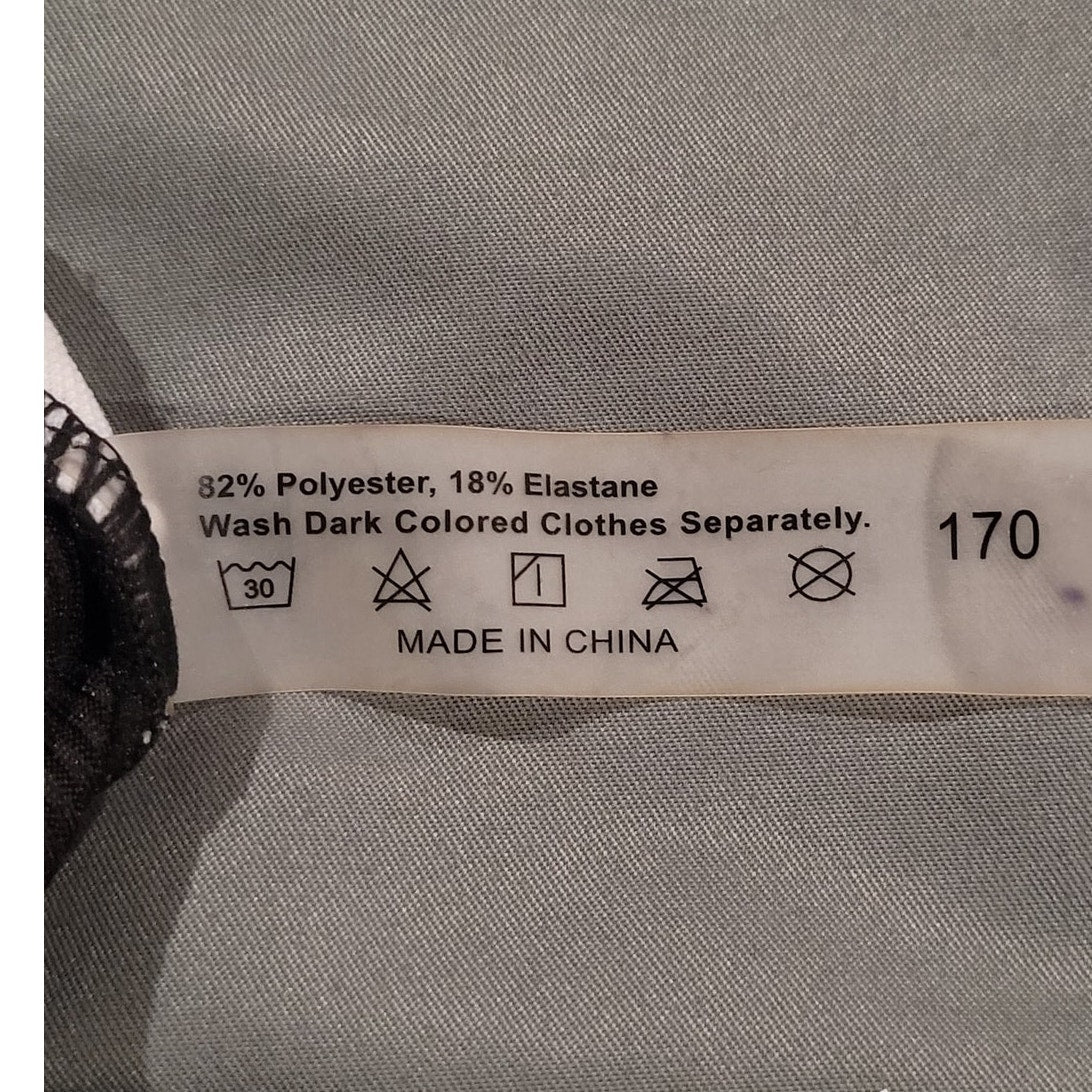 82% Polyester, 18% Elastane
Wash Dark Colored Clothes Separately.
170
30
MADE IN CHINA